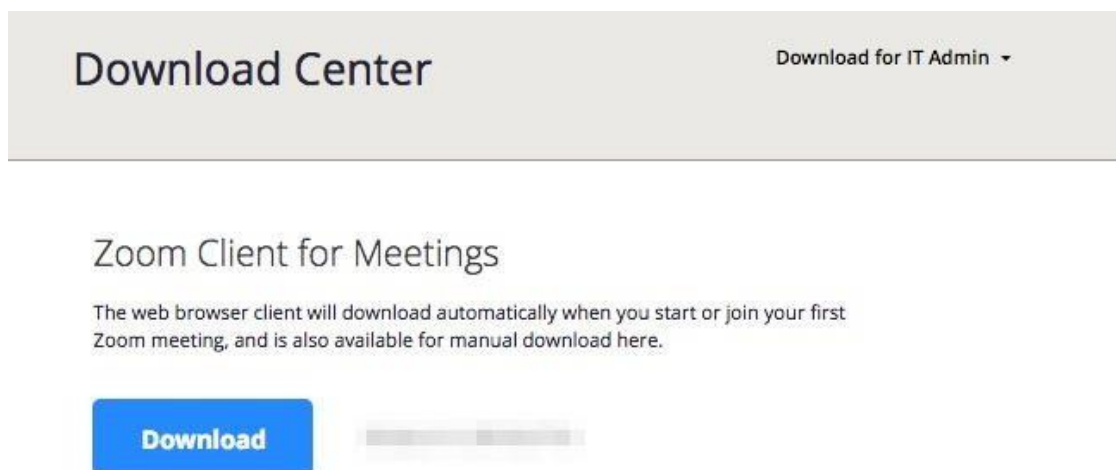 Download Center
Download for IT Admin
Zoom Client for Meetings
The web browser client will download automatically when you start or join your first
Zoom meeting, and is also available for manual download here.
Download